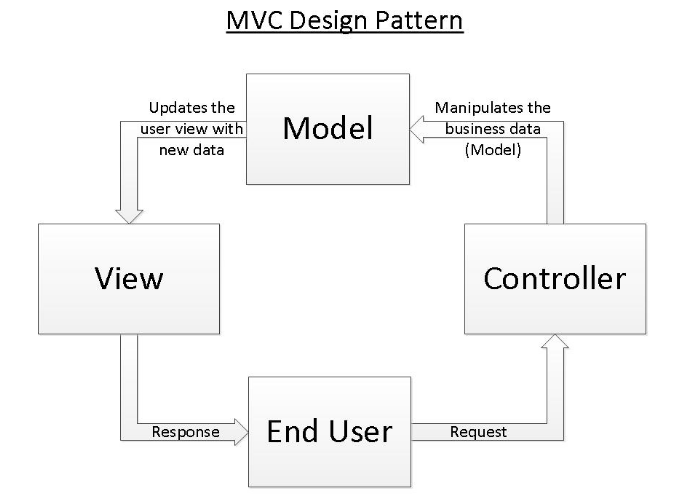 MVC Design Pattern
Updates the
user view with
new data
Model
Manipulates the
business data
(Model)
View
Controller
Response
End User
Request